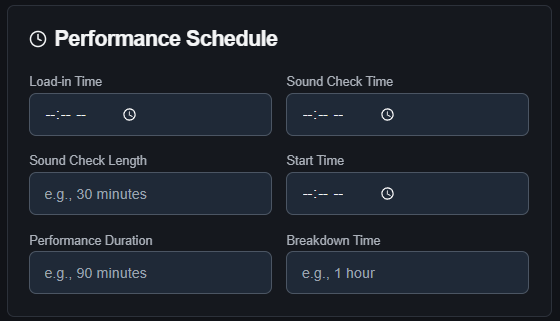 Performance Schedule
Load-in Time
Sound Check Time
--:-- --
--:-- --
Sound Check Length
Start Time
e.g., 30 minutes
--:-- --
Performance Duration
Breakdown Time
e.g., 90 minutes
e.g., 1 hour